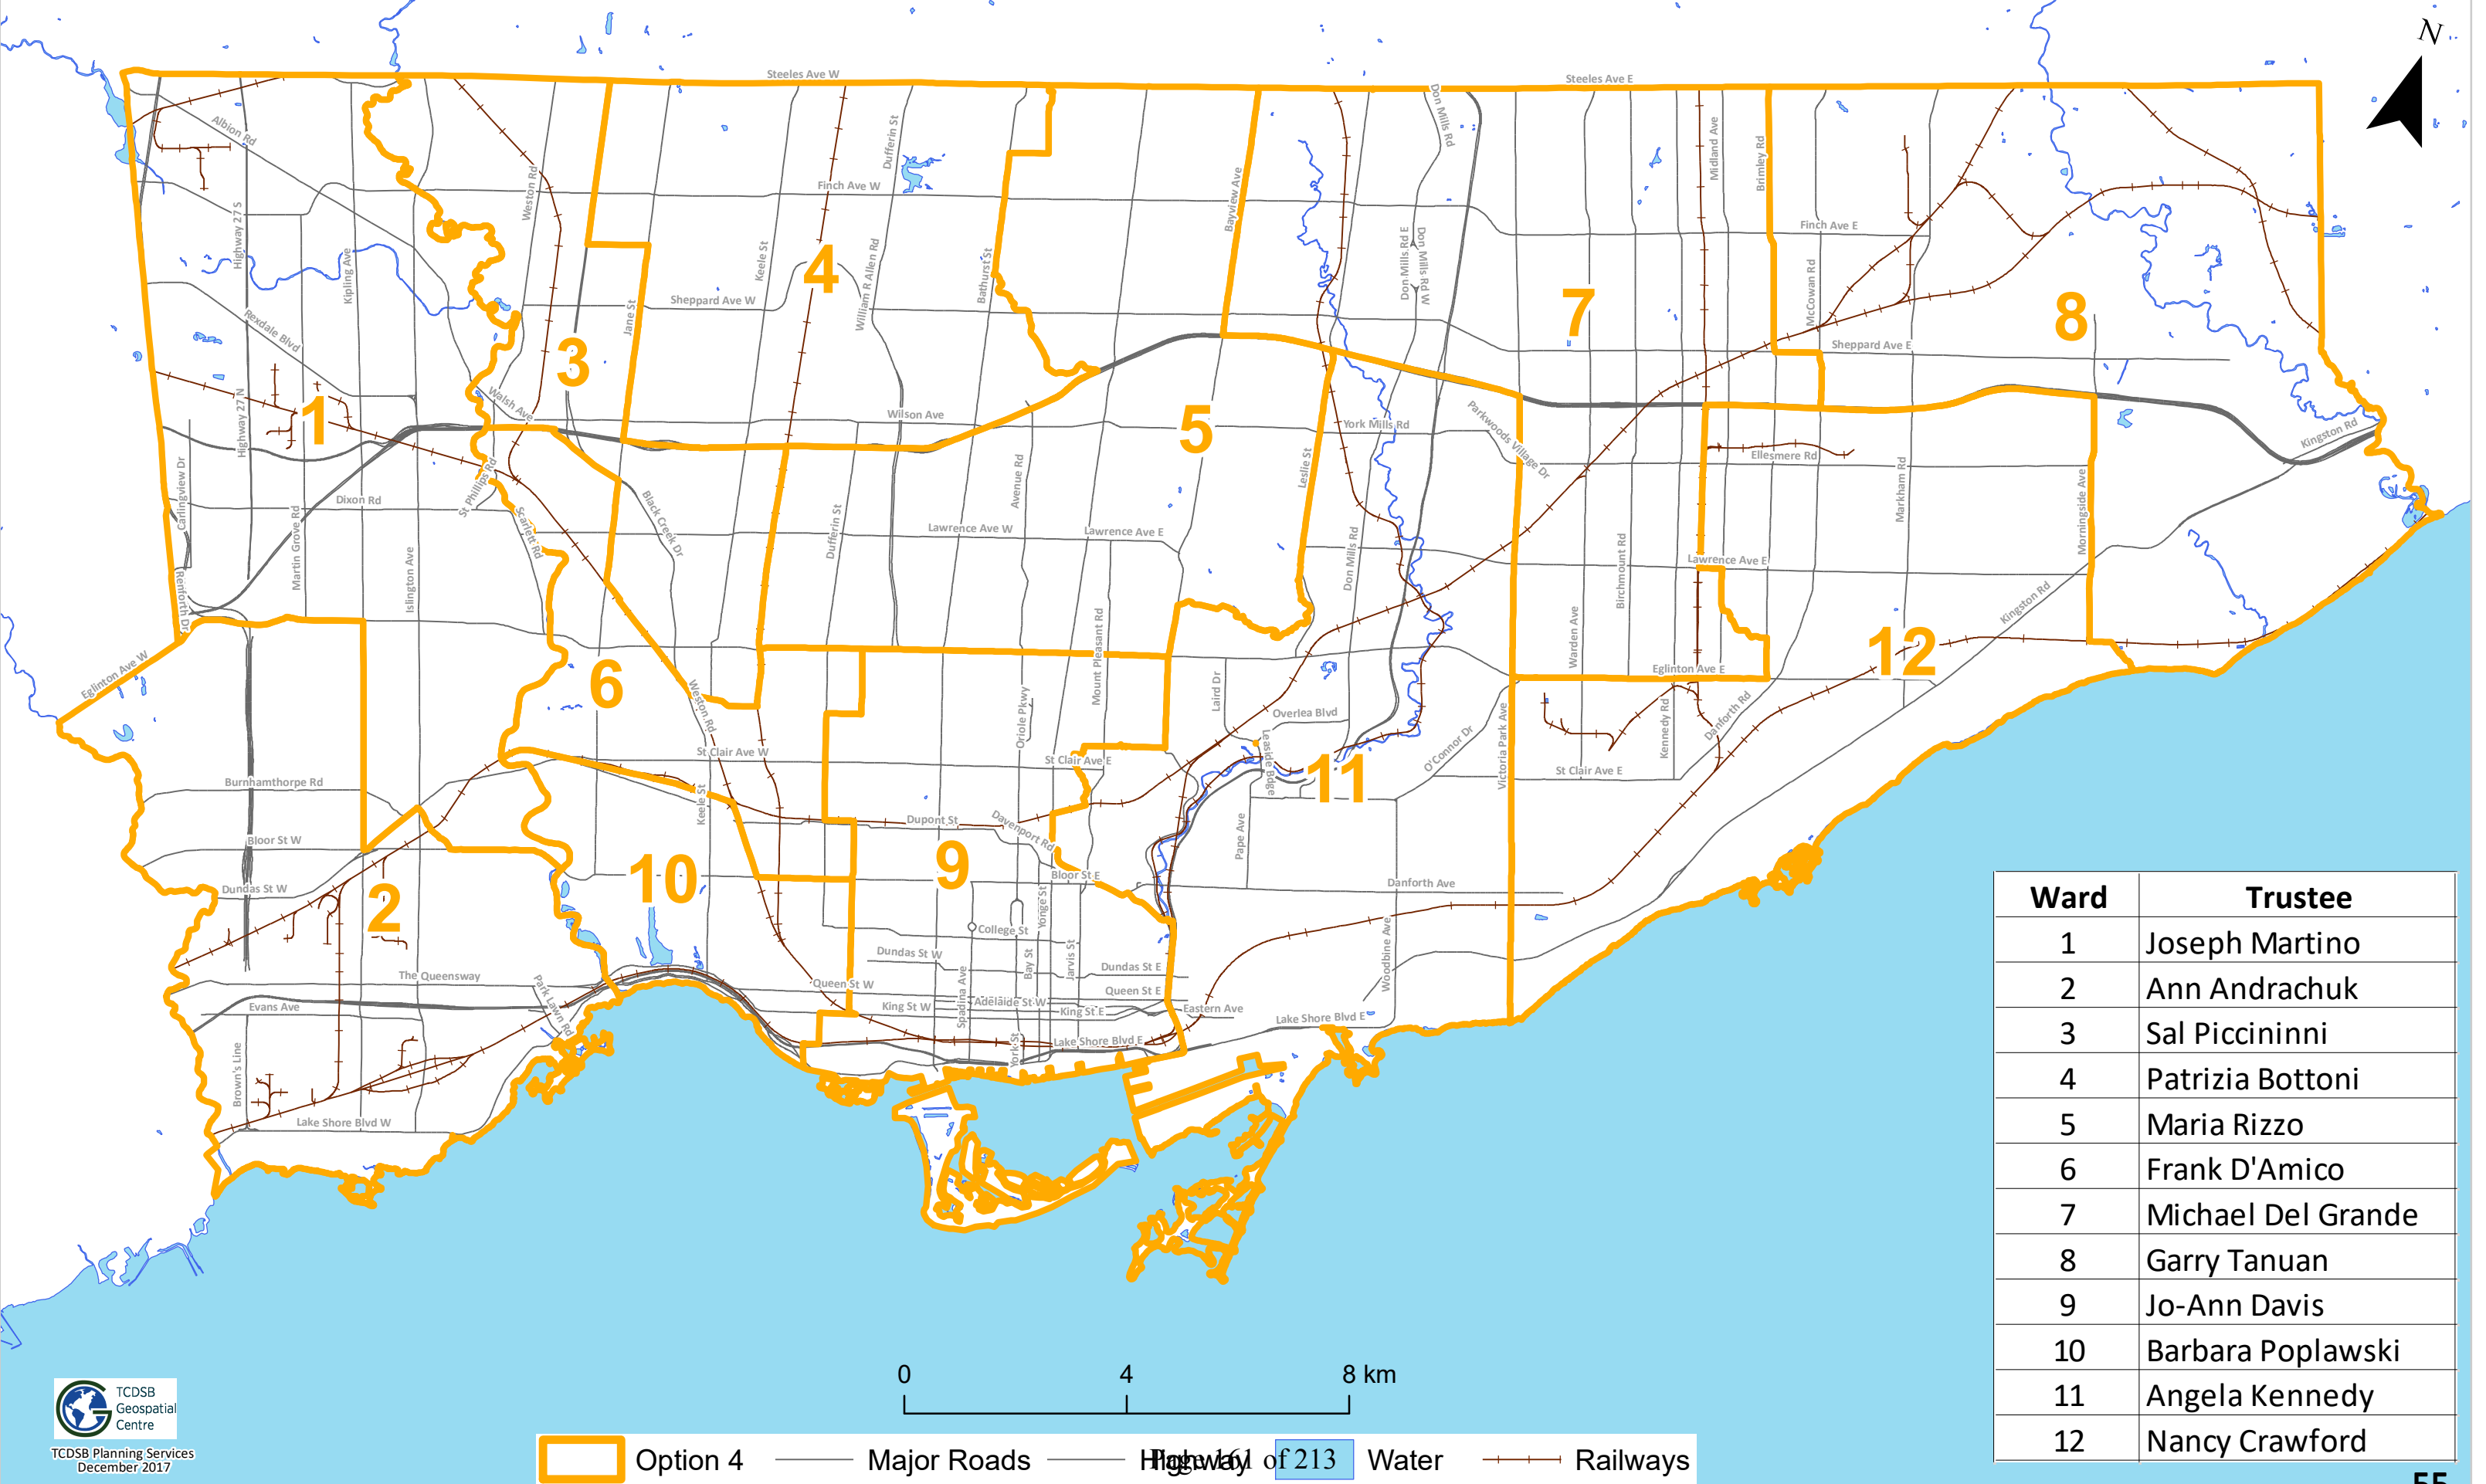 N
Steeles Ave W
Steeles Ave E
Albion Rd
Highway 27 S
Kipling Ave
Weston Rd
Finch Ave W
Dufferin St
Keele St
William R Allen Rd
Bathurst St
Bayview Ave
Don Mills Rd
Don Mills Rd E
Don Mills Rd W
Midland Ave
Brimley Rd
Finch Ave E
McCowan Rd
4
7
8
3
1
5
Jane St
Sheppard Ave W
Sheppard Ave E
Rexdale Blvd
Walsh Ave
Wilson Ave
York Mills Rd
Parkwoods Village Dr
Kingston Rd
Highway 27 N
Carlingview Dr
St Phillips Rd
Dixon Rd
Scarlett Rd
Black Creek Dr
Avenue Rd
Leslie St
Ellesmere Rd
Markham Rd
Morningside Ave
Martin Grove Rd
Islington Ave
Renforth Dr
Dufferin St
Lawrence Ave W
Lawrence Ave E
Don Mills Rd
Birchmount Rd
Lawrence Ave E
Kingston Rd
Eglinton Ave W
6
12
Weston Rd
Mount Pleasant Rd
Oriole Pkwy
Laird Dr
Overlea Blvd
Leaside Bdge
O'Connor Dr
Victoria Park Ave
Warden Ave
Eglinton Ave E
Kennedy Rd
Danforth Rd
St Clair Ave W
St Clair Ave E
St Clair Ave E
11
Burnhamthorpe Rd
Keele St
Dupont St
Davenport Rd
Pape Ave
Bloor St W
10
9
Bloor St E
Danforth Ave
Dundas St W
2
Yonge St
College St
Dundas St W
Bay St
Jarvis St
Dundas St E
Woodbine Ave
The Queensway
Park Lawn Rd
Queen St W
Spadina Ave
Queen St E
Evans Ave
King St W
Adelaide St W
King St E
Eastern Ave
Lake Shore Blvd E
York St
Lake Shore Blvd E
Brown's Line
Lake Shore Blvd W
Ward Trustee
1 Joseph Martino
2 Ann Andrachuk
3 Sal Piccininni
4 Patrizia Bottoni
5 Maria Rizzo
6 Frank D'Amico
7 Michael Del Grande
8 Garry Tanuan
9 Jo-Ann Davis
10 Barbara Poplawski
11 Angela Kennedy
12 Nancy Crawford
0 4 8 km
TCDSB
Geospatial
Centre
TCDSB Planning Services
December 2017
Option 4 Major Roads Highway Water Railways
Page 161 of 213
55